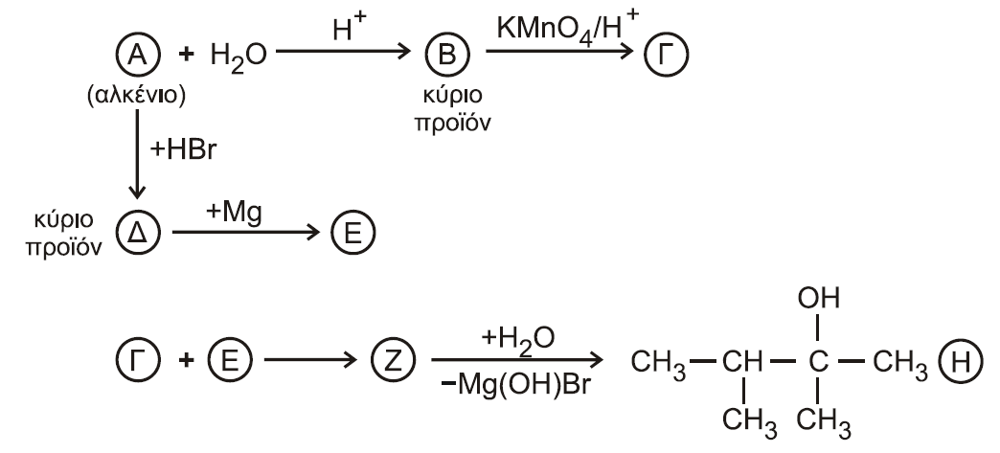 Α + H2O H+ Β KMnO4/H+ Γ
(αλκένιο) κύριο
προϊόν
+HBr
κύριο
προϊόν Δ +Mg Ε
OH
Γ + Ε Ζ +H2O
−Mg(OH)Br CH3—CH—C—CH3 Η
CH3 CH3